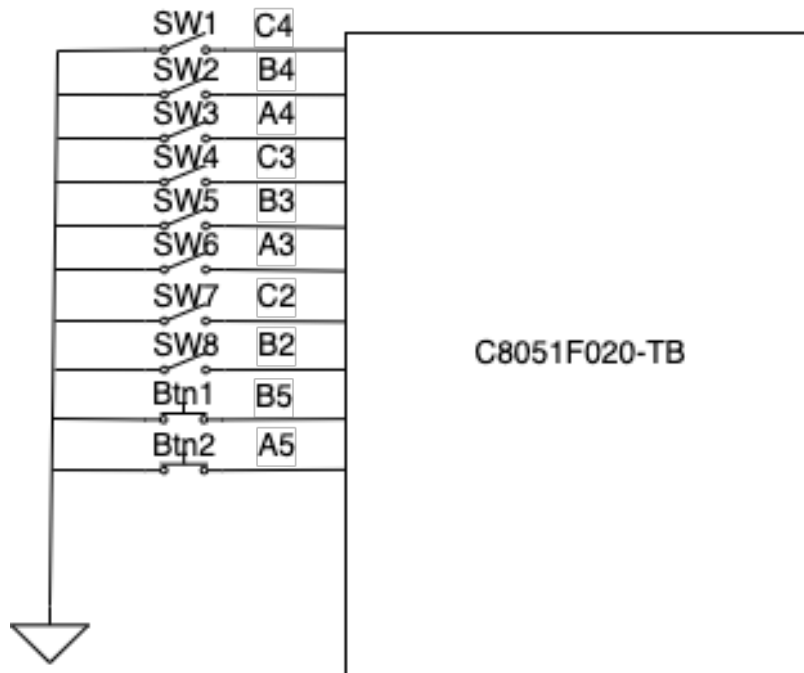 SW1 C4
SW2 B4
SW3 A4
SW4 C3
SW5 B3
SW6 A3
SW7 C2
SW8 B2
C8051F020-TB
Btn1 B5
Btn2 A5